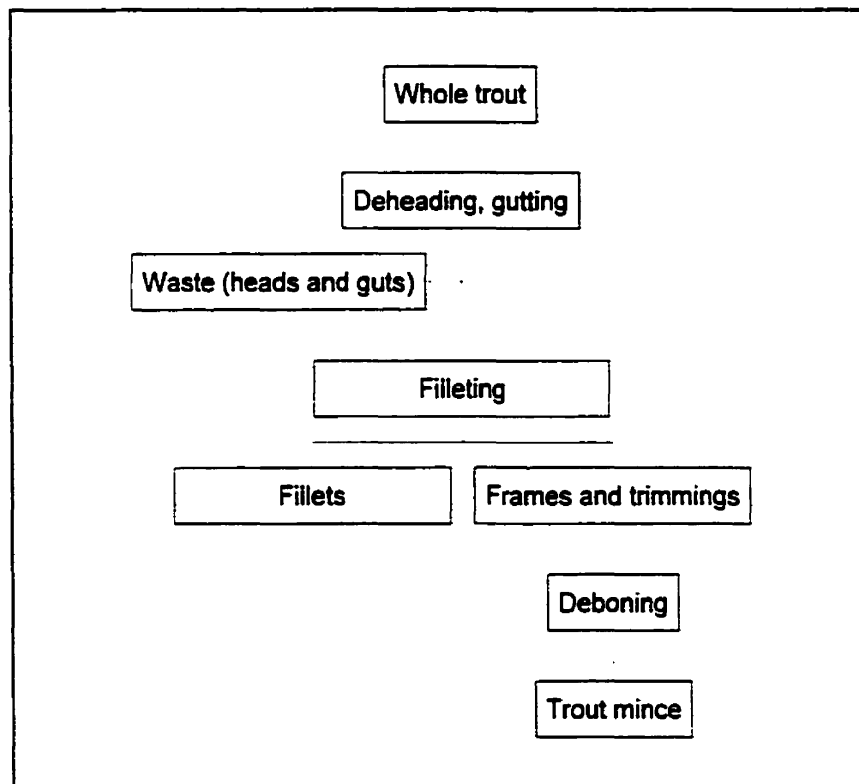 Whole trout
Deheading, gutting
Waste (heads and guts)
Filleting
Fillets
Frames and trimmings
Deboning
Trout mince